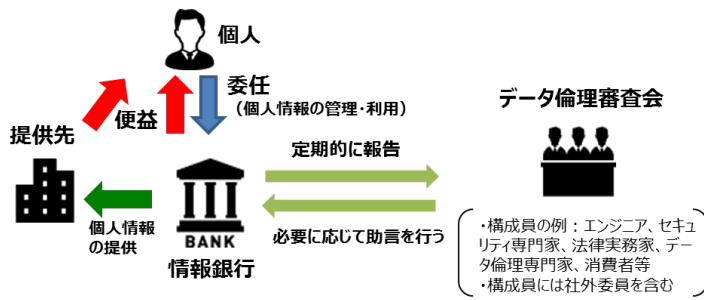 個人
委任
（個人情報の管理・利用）
便益
提供先
個人情報
の提供
BANK
情報銀行
定期的に報告
必要に応じて助言を行う
データ倫理審査会
・構成員の例：エンジニア、セキュ
リティ専門家、法律実務家、デー
タ倫理専門家、消費者等
・構成員には社外委員を含む